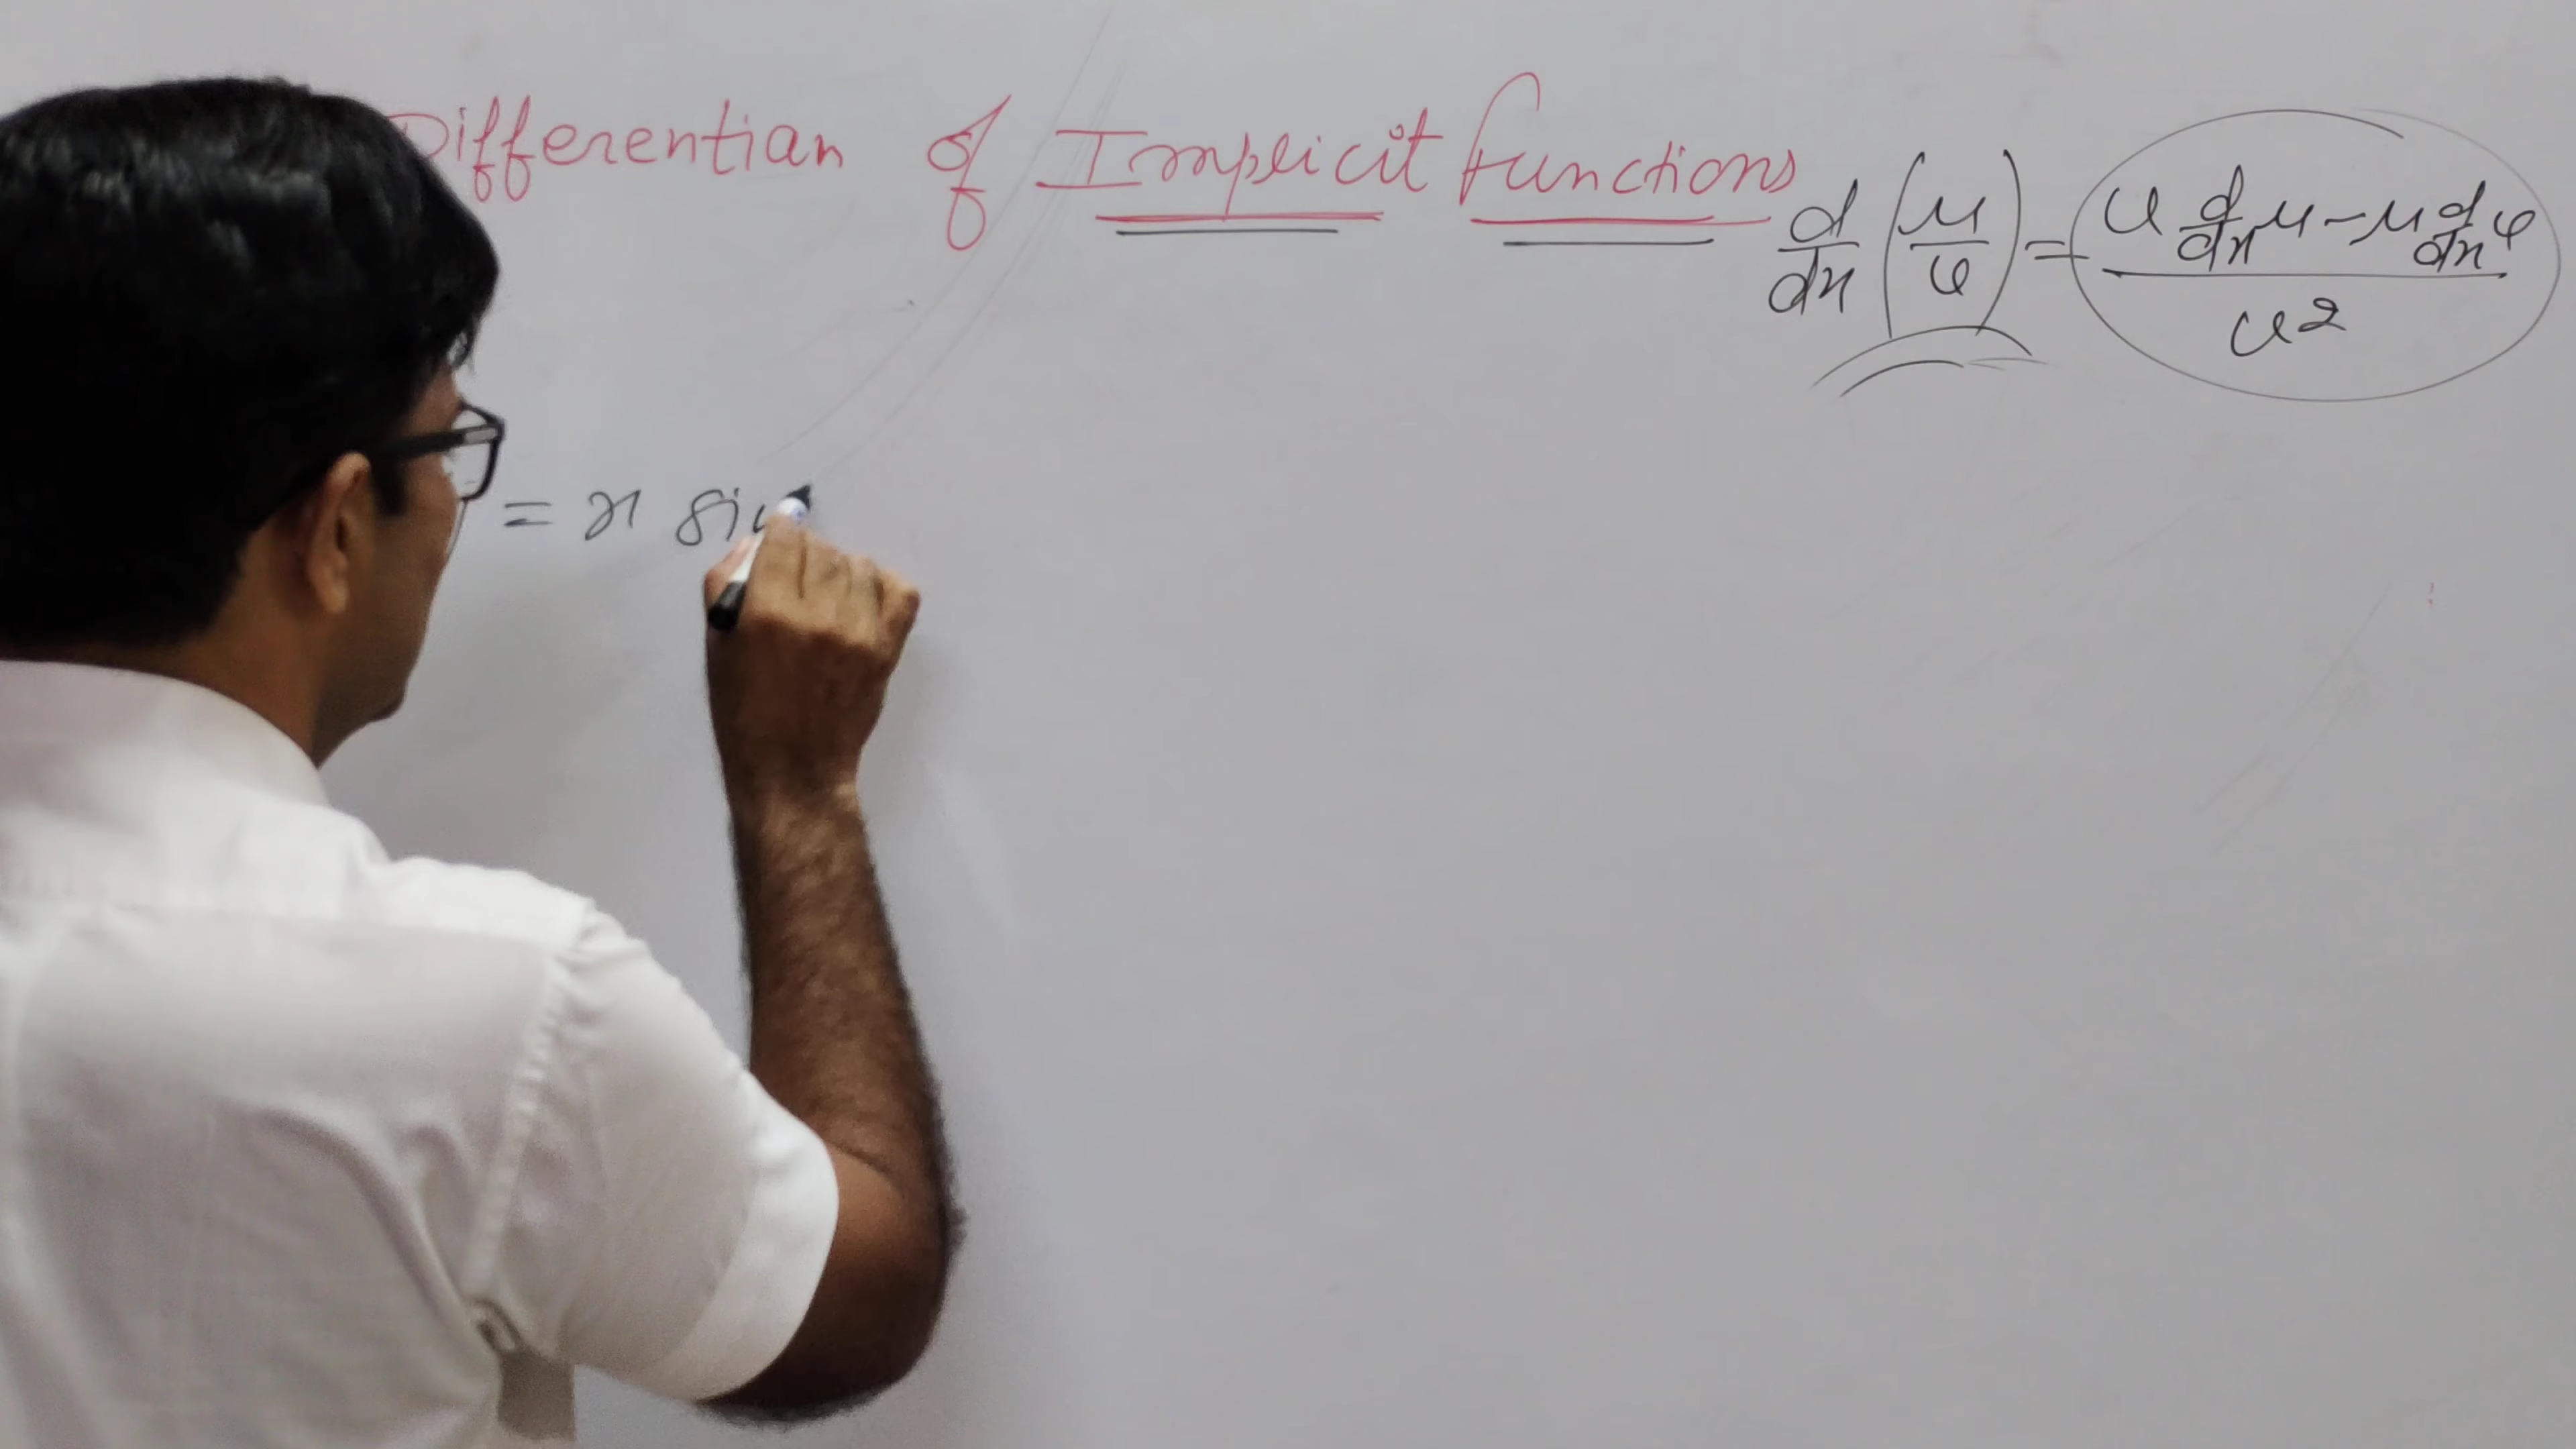 Differentian of Implicit functions
d/dx (u/v) = (v d/dx u - u d/dx v) / v²
= x sin